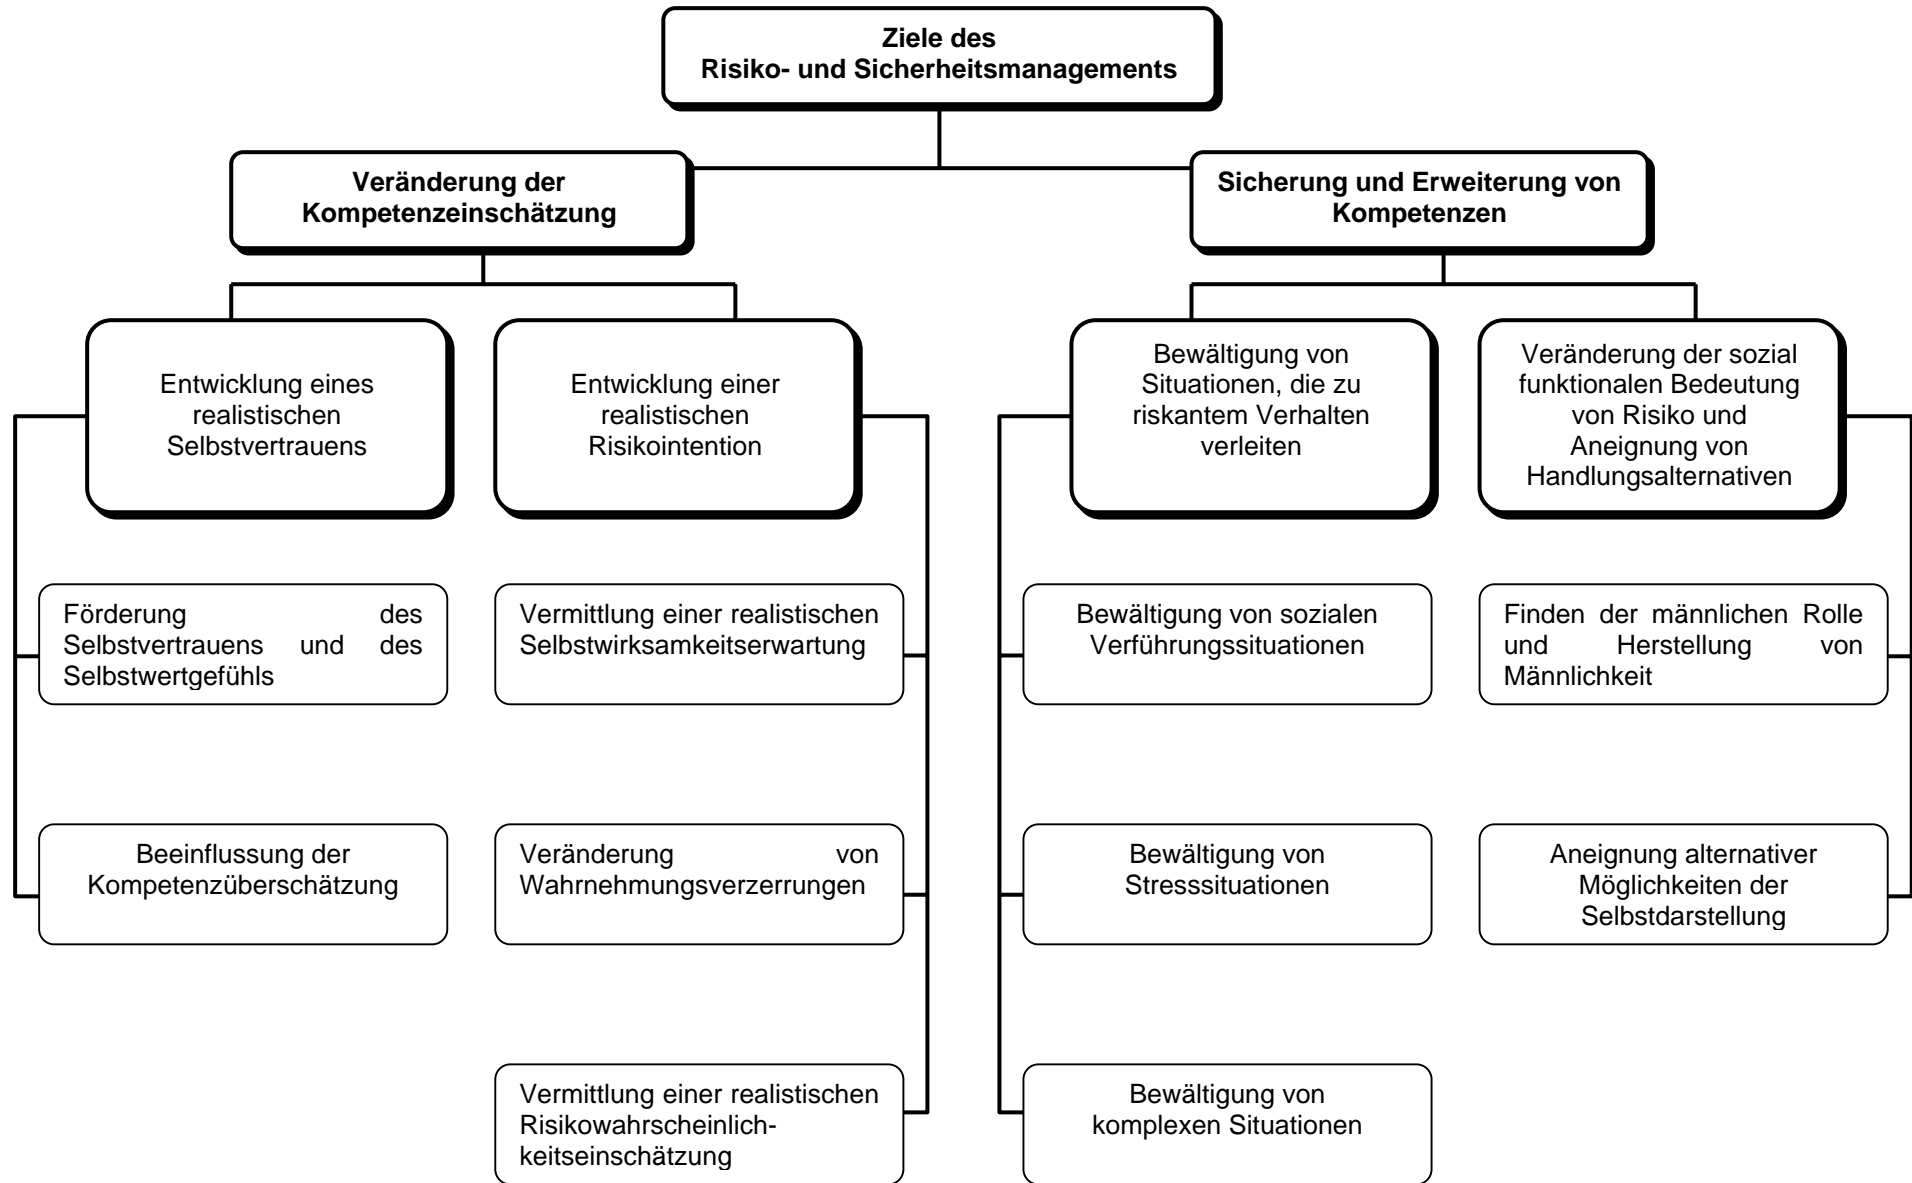 Ziele des
Risiko- und Sicherheitsmanagements
Veränderung der
Kompetenzeinschätzung
Sicherung und Erweiterung von
Kompetenzen
Entwicklung eines
realistischen
Selbstvertrauens
Entwicklung einer
realistischen
Risikointention
Bewältigung von
Situationen, die zu
riskantem Verhalten
verleiten
Veränderung der sozial
funktionalen Bedeutung
von Risiko und
Aneignung von
Handlungsalternativen
Förderung des
Selbstvertrauens und des
Selbstwertgefühls
Vermittlung einer realistischen
Selbstwirksamkeitserwartung
Bewältigung von sozialen
Verführungssituationen
Finden der männlichen Rolle
und Herstellung von
Männlichkeit
Beeinflussung der
Kompetenzüberschätzung
Veränderung von
Wahrnehmungsverzerrungen
Bewältigung von
Stresssituationen
Aneignung alternativer
Möglichkeiten der
Selbstdarstellung
Vermittlung einer realistischen
Risikowahrscheinlich-
keitseinschätzung
Bewältigung von
komplexen Situationen